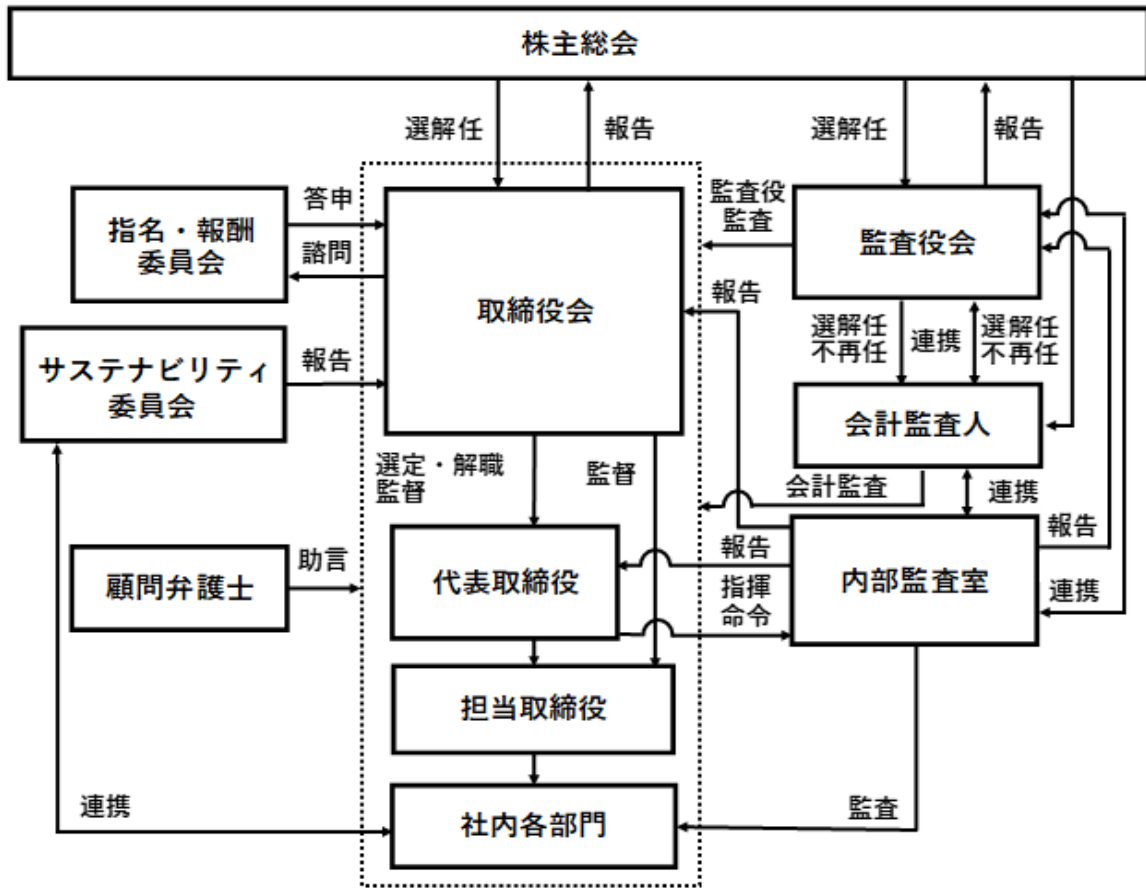 株主総会
選解任
報告
選解任
報告
指名・報酬
委員会
答申
諮問
取締役会
監査役
監査
監査役会
報告
サステナビリティ
委員会
報告
選解任
不再任
連携
選解任
不再任
会計監査人
選定・解職
監督
監督
会計監査
連携
顧問弁護士
助言
代表取締役
報告
指揮
命令
内部監査室
報告
連携
担当取締役
連携
社内各部門
監査